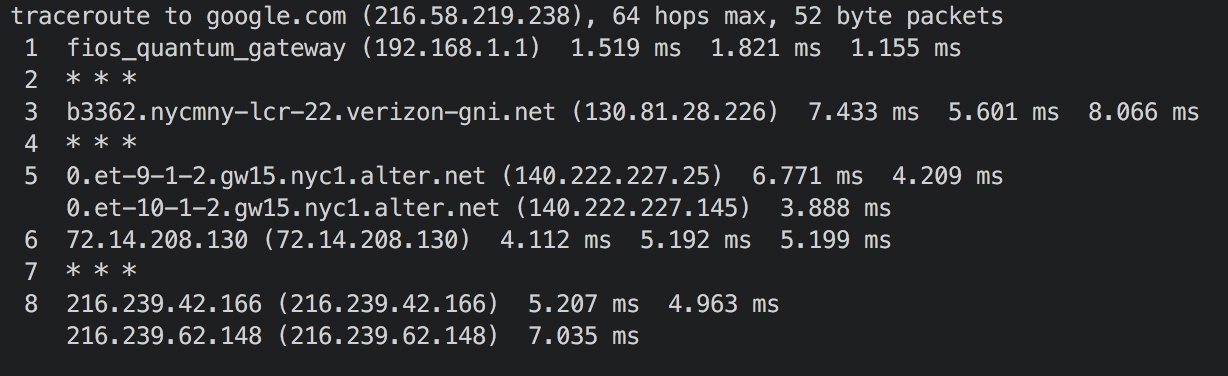 traceroute to google.com (216.58.219.238), 64 hops max, 52 byte packets
 1  fios_quantum_gateway (192.168.1.1)  1.519 ms  1.821 ms  1.155 ms
 2  * * *
 3  b3362.nycmny-lcr-22.verizon-gni.net (130.81.28.226)  7.433 ms  5.601 ms  8.066 ms
 4  * * *
 5  0.et-9-1-2.gw15.nyc1.alter.net (140.222.227.25)  6.771 ms  4.209 ms
    0.et-10-1-2.gw15.nyc1.alter.net (140.222.227.145)  3.888 ms
 6  72.14.208.130 (72.14.208.130)  4.112 ms  5.192 ms  5.199 ms
 7  * * *
 8  216.239.42.166 (216.239.42.166)  5.207 ms  4.963 ms
    216.239.62.148 (216.239.62.148)  7.035 ms